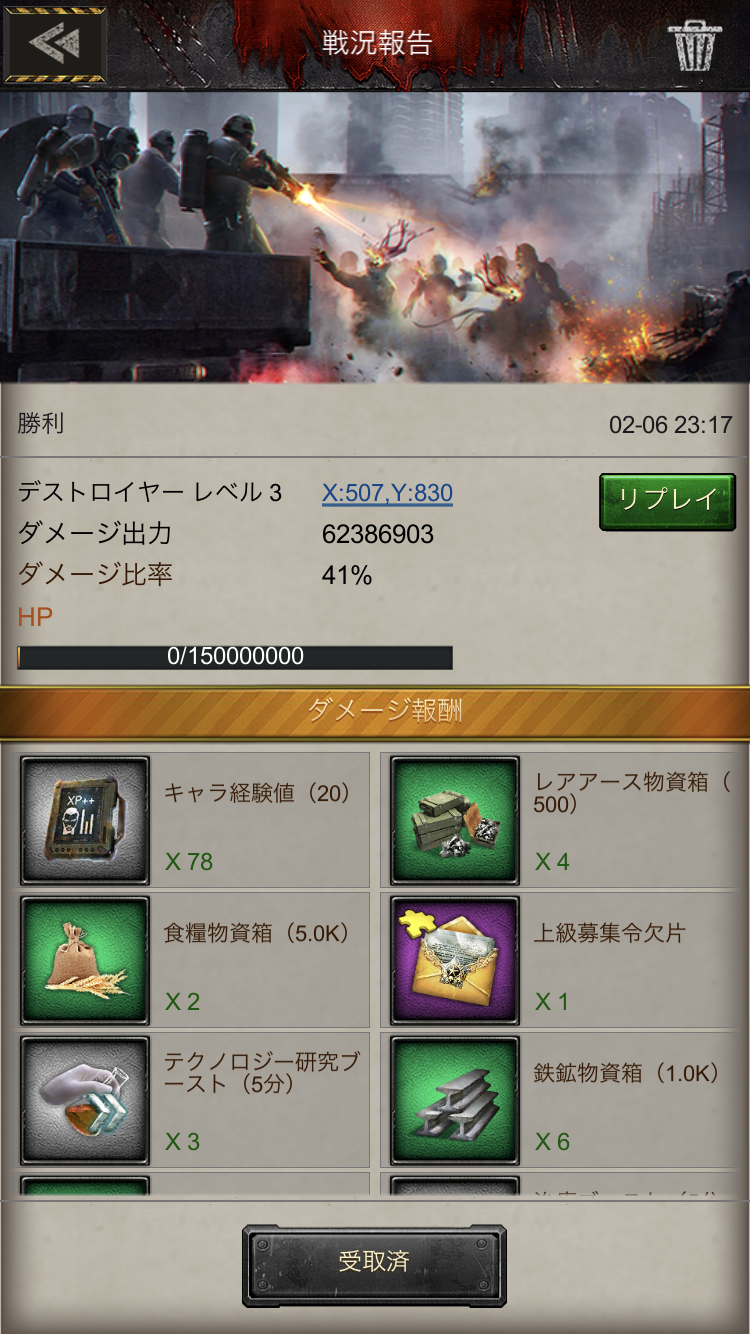 戦況報告
勝利
02-06 23:17
デストロイヤー レベル 3
X:507,Y:830
リプレイ
ダメージ出力
62386903
ダメージ比率
41%
HP
0/150000000
ダメージ報酬
XP++
キャラ経験値（20）
X 78
レアアース物資箱（
500）
X 4
食糧物資箱（5.0K）
X 2
上級募集令欠片
X 1
テクノロジー研究ブ
ースト（5分）
X 3
鉄鉱物資箱（1.0K）
X 6
受取済